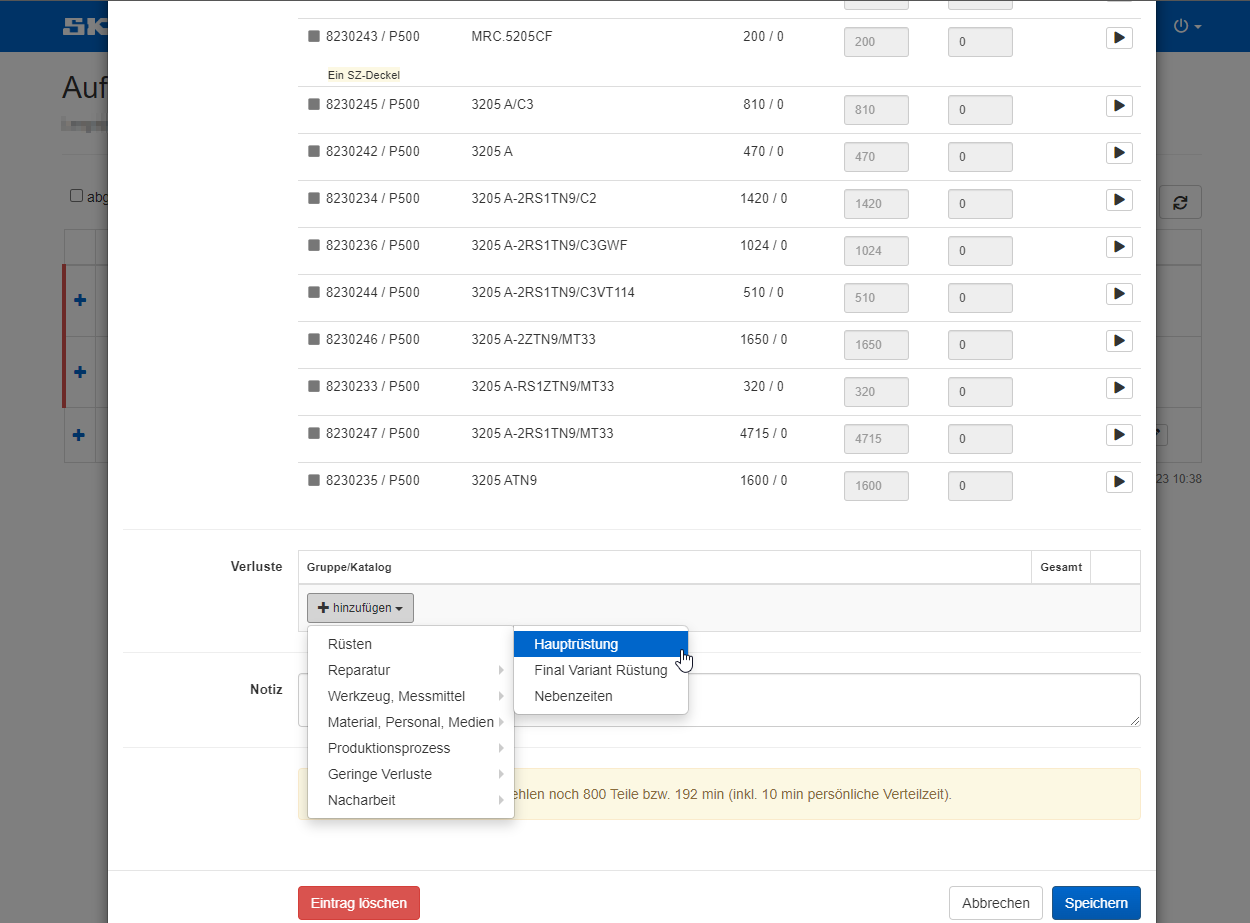 SK
Auf
abg
8230243 / P500 MRC.5205CF 200 / 0 200 0
Ein SZ-Deckel
8230245 / P500 3205 A/C3 810 / 0 810 0
8230242 / P500 3205 A 470 / 0 470 0
8230234 / P500 3205 A-2RS1TN9/C2 1420 / 0 1420 0
8230236 / P500 3205 A-2RS1TN9/C3GWF 1024 / 0 1024 0
8230244 / P500 3205 A-2RS1TN9/C3VT114 510 / 0 510 0
8230246 / P500 3205 A-2ZTN9/MT33 1650 / 0 1650 0
8230233 / P500 3205 A-RS1ZTN9/MT33 320 / 0 320 0
8230247 / P500 3205 A-2RS1TN9/MT33 4715 / 0 4715 0
8230235 / P500 3205 ATN9 1600 / 0 1600 0
23 10:38
Verluste Gruppe/Katalog Gesamt
hinzufügen
Rüsten
Reparatur
Werkzeug, Messmittel
Material, Personal, Medien
Produktionsprozess
Geringe Verluste
Nacharbeit
Hauptrüstung
Final Variant Rüstung
Nebenzeiten
Notiz
ehlen noch 800 Teile bzw. 192 min (inkl. 10 min persönliche Verteilzeit).
Eintrag löschen Abbrechen Speichern